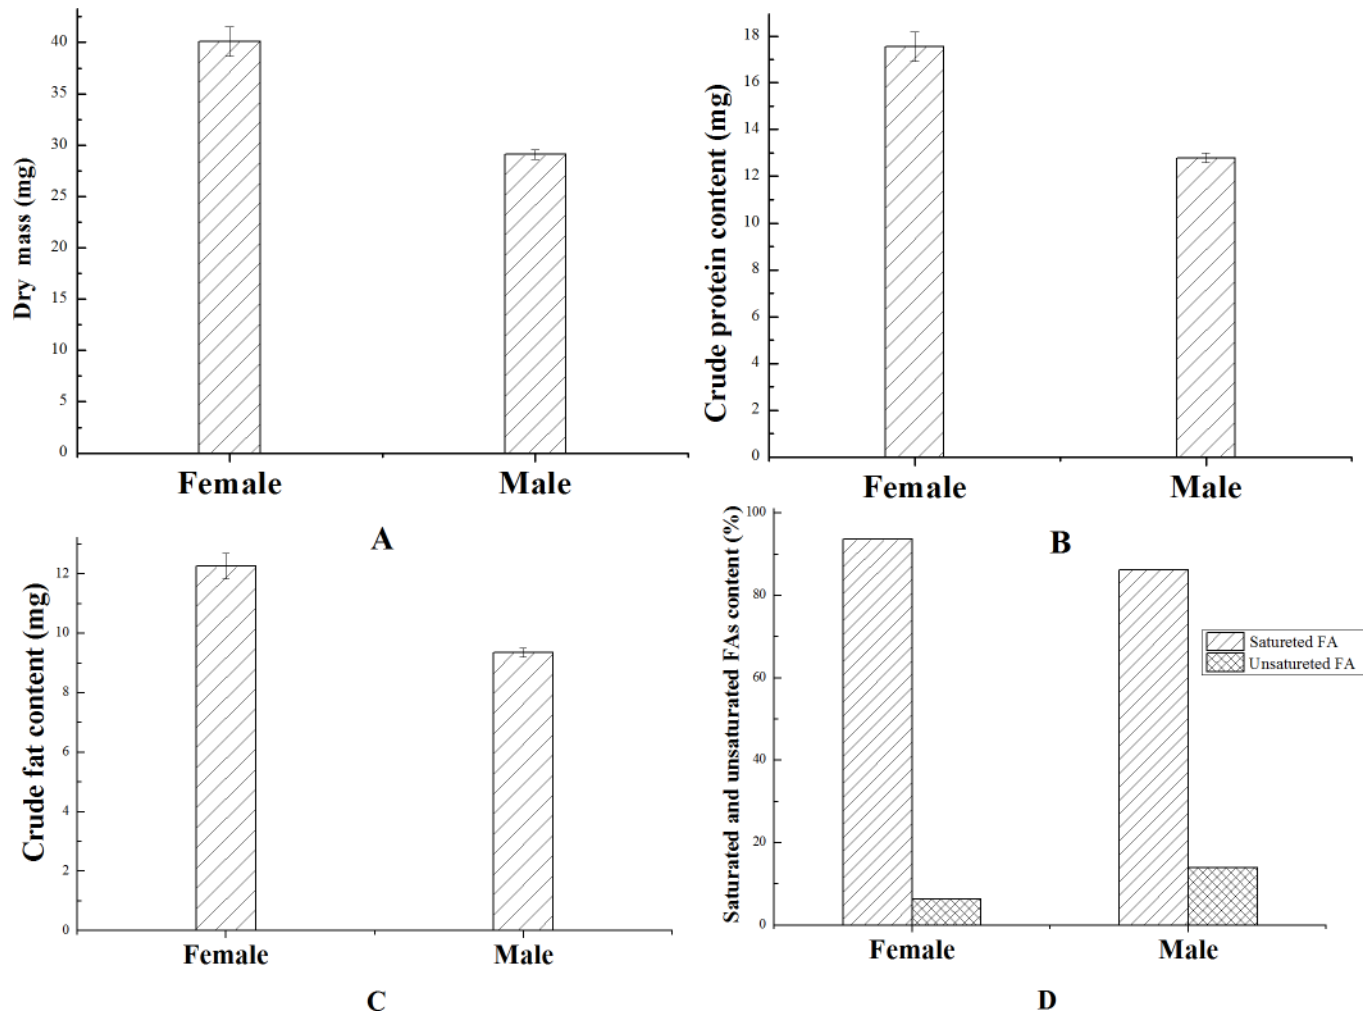 Dry mass (mg)
40
35
30
25
20
15
10
5
0
Female
Male
A
Crude protein content (mg)
18
16
14
12
10
8
6
4
2
0
Female
Male
B
Crude fat content (mg)
12
10
8
6
4
2
0
Female
Male
C
Saturated and unsaturated FAs content (%)
100
80
60
40
20
0
Satureted FA
Unsatureted FA
Female
Male
D